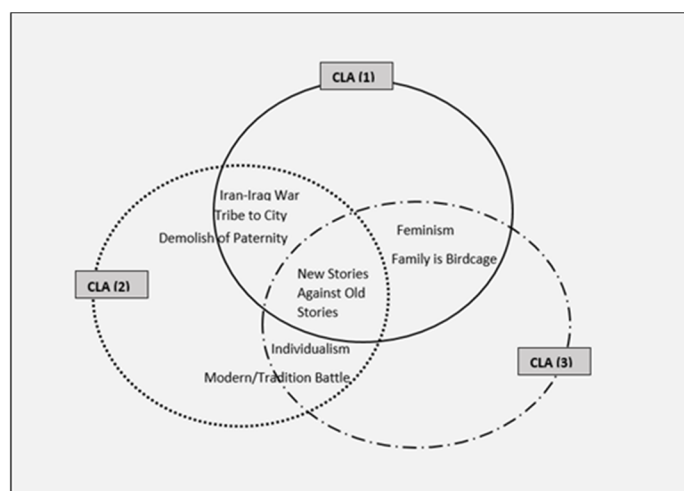 CLA (1)
Iran-Iraq War
Tribe to City
Demolish of Paternity
Feminism
Family is Birdcage
New Stories
Against Old
Stories
CLA (2)
Individualism
Modern/Tradition Battle
CLA (3)